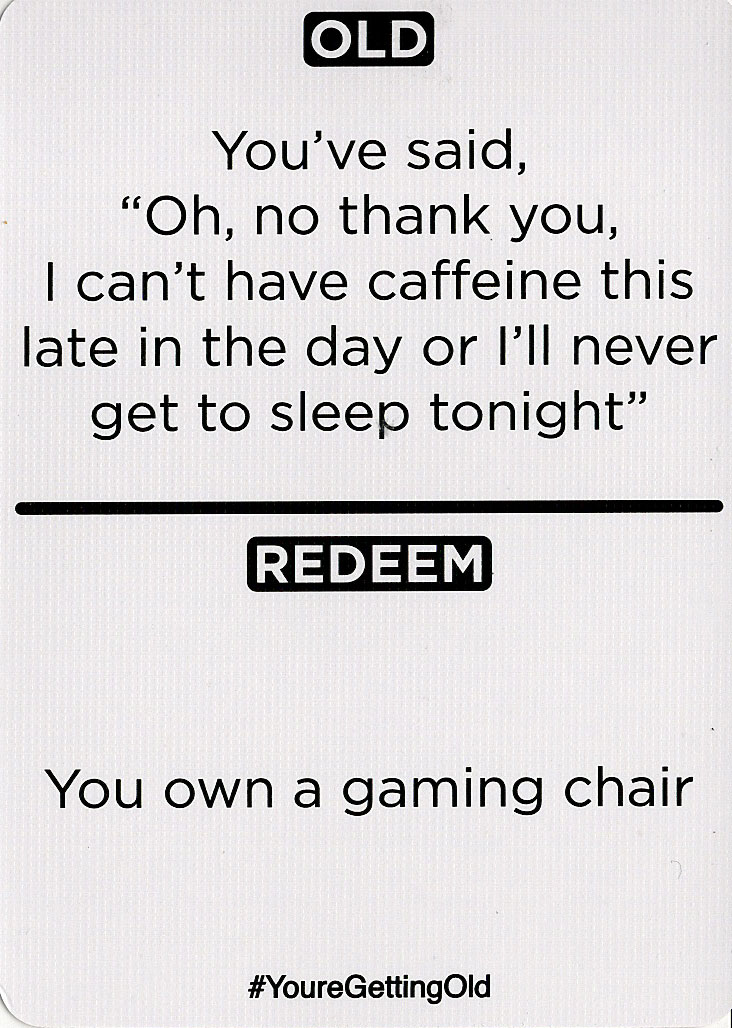 OLD
You’ve said,
“Oh, no thank you,
I can’t have caffeine this
late in the day or I’ll never
get to sleep tonight”
REDEEM
You own a gaming chair
#YoureGettingOld